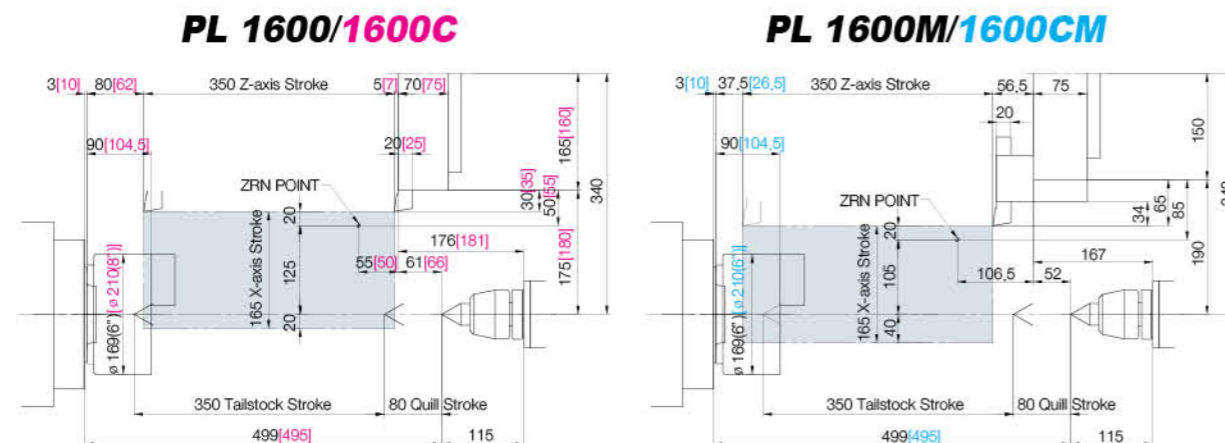 PL 1600/1600C
3[10] 80[62] 350 Z-axis Stroke 5[7] 70[75]
90[104,5]
20[25]
165[160]
340
ZRN POINT
20
30[35]
50[55]
165 X-axis Stroke
125
20
55[50] 61[66]
176[181]
175[180]
ø 169(6")[ø 210(8")]
350 Tailstock Stroke 80 Quill Stroke
499[495] 115
PL 1600M/1600CM
3[10] 37,5[26,5] 350 Z-axis Stroke 56,5 75
20
90[104,5]
150
ZRN POINT
20
34
65
85
165 X-axis Stroke
105
40
106,5 52
167
190
ø 169(6")[ø 210(6")]
350 Tailstock Stroke 80 Quill Stroke
499[495] 115